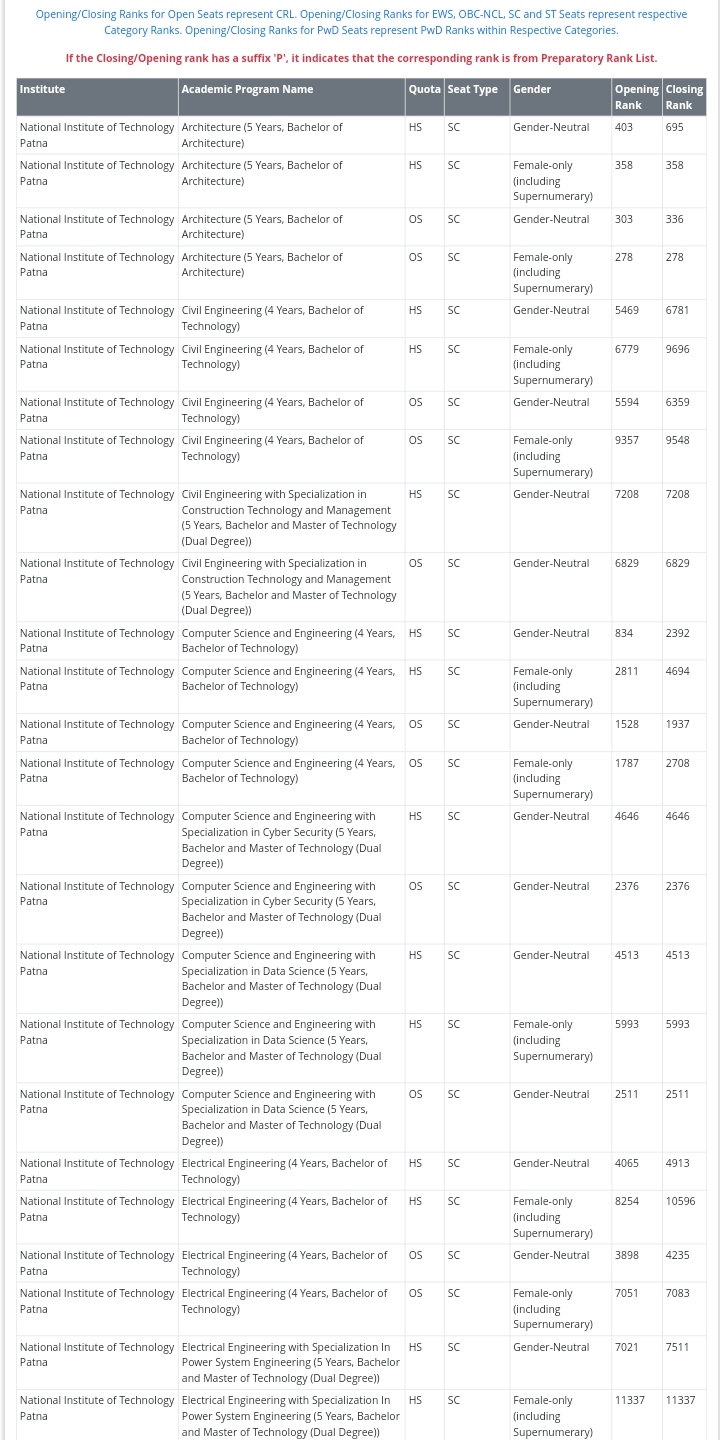 Opening/Closing Ranks for Open Seats represent CRL. Opening/Closing Ranks for EWS, OBC-NCL, SC and ST Seats represent respective
Category Ranks. Opening/Closing Ranks for PwD Seats represent PwD Ranks within Respective Categories.
If the Closing/Opening rank has a suffix 'P', it indicates that the corresponding rank is from Preparatory Rank List.
Institute Academic Program Name Quota Seat Type Gender Opening Closing
Rank Rank
National Institute of Technology Architecture (5 Years, Bachelor of HS SC Gender-Neutral 403 695
Patna Architecture)
National Institute of Technology Architecture (5 Years, Bachelor of HS SC Female-only 358 358
Patna Architecture) (including
Supernumerary)
National Institute of Technology Architecture (5 Years, Bachelor of OS SC Gender-Neutral 303 336
Patna Architecture)
National Institute of Technology Architecture (5 Years, Bachelor of OS SC Female-only 278 278
Patna Architecture) (including
Supernumerary)
National Institute of Technology Civil Engineering (4 Years, Bachelor of HS SC Gender-Neutral 5469 6781
Patna Technology)
National Institute of Technology Civil Engineering (4 Years, Bachelor of HS SC Female-only 6779 9696
Patna Technology) (including
Supernumerary)
National Institute of Technology Civil Engineering (4 Years, Bachelor of OS SC Gender-Neutral 5594 6359
Patna Technology)
National Institute of Technology Civil Engineering (4 Years, Bachelor of OS SC Female-only 9357 9548
Patna Technology) (including
Supernumerary)
National Institute of Technology Civil Engineering with Specialization in HS SC Gender-Neutral 7208 7208
Patna Construction Technology and Management
(5 Years, Bachelor and Master of Technology
(Dual Degree))
National Institute of Technology Civil Engineering with Specialization in OS SC Gender-Neutral 6829 6829
Patna Construction Technology and Management
(5 Years, Bachelor and Master of Technology
(Dual Degree))
National Institute of Technology Computer Science and Engineering (4 Years, HS SC Gender-Neutral 834 2392
Patna Bachelor of Technology)
National Institute of Technology Computer Science and Engineering (4 Years, HS SC Female-only 2811 4694
Patna Bachelor of Technology) (including
Supernumerary)
National Institute of Technology Computer Science and Engineering (4 Years, OS SC Gender-Neutral 1528 1937
Patna Bachelor of Technology)
National Institute of Technology Computer Science and Engineering (4 Years, OS SC Female-only 1787 2708
Patna Bachelor of Technology) (including
Supernumerary)
National Institute of Technology Computer Science and Engineering with HS SC Gender-Neutral 4646 4646
Patna Specialization in Cyber Security (5 Years,
Bachelor and Master of Technology (Dual
Degree))
National Institute of Technology Computer Science and Engineering with OS SC Gender-Neutral 2376 2376
Patna Specialization in Cyber Security (5 Years,
Bachelor and Master of Technology (Dual
Degree))
National Institute of Technology Computer Science and Engineering with HS SC Gender-Neutral 4513 4513
Patna Specialization in Data Science (5 Years,
Bachelor and Master of Technology (Dual
Degree))
National Institute of Technology Computer Science and Engineering with HS SC Female-only 5993 5993
Patna Specialization in Data Science (5 Years, (including
Bachelor and Master of Technology (Dual Supernumerary)
Degree))
National Institute of Technology Computer Science and Engineering with OS SC Gender-Neutral 2511 2511
Patna Specialization in Data Science (5 Years,
Bachelor and Master of Technology (Dual
Degree))
National Institute of Technology Electrical Engineering (4 Years, Bachelor of HS SC Gender-Neutral 4065 4913
Patna Technology)
National Institute of Technology Electrical Engineering (4 Years, Bachelor of HS SC Female-only 8254 10596
Patna Technology) (including
Supernumerary)
National Institute of Technology Electrical Engineering (4 Years, Bachelor of OS SC Gender-Neutral 3898 4235
Patna Technology)
National Institute of Technology Electrical Engineering (4 Years, Bachelor of OS SC Female-only 7051 7083
Patna Technology) (including
Supernumerary)
National Institute of Technology Electrical Engineering with Specialization In HS SC Gender-Neutral 7021 7511
Patna Power System Engineering (5 Years, Bachelor
and Master of Technology (Dual Degree))
National Institute of Technology Electrical Engineering with Specialization In HS SC Female-only 11337 11337
Patna Power System Engineering (5 Years, Bachelor (including
and Master of Technology (Dual Degree)) Supernumerary)